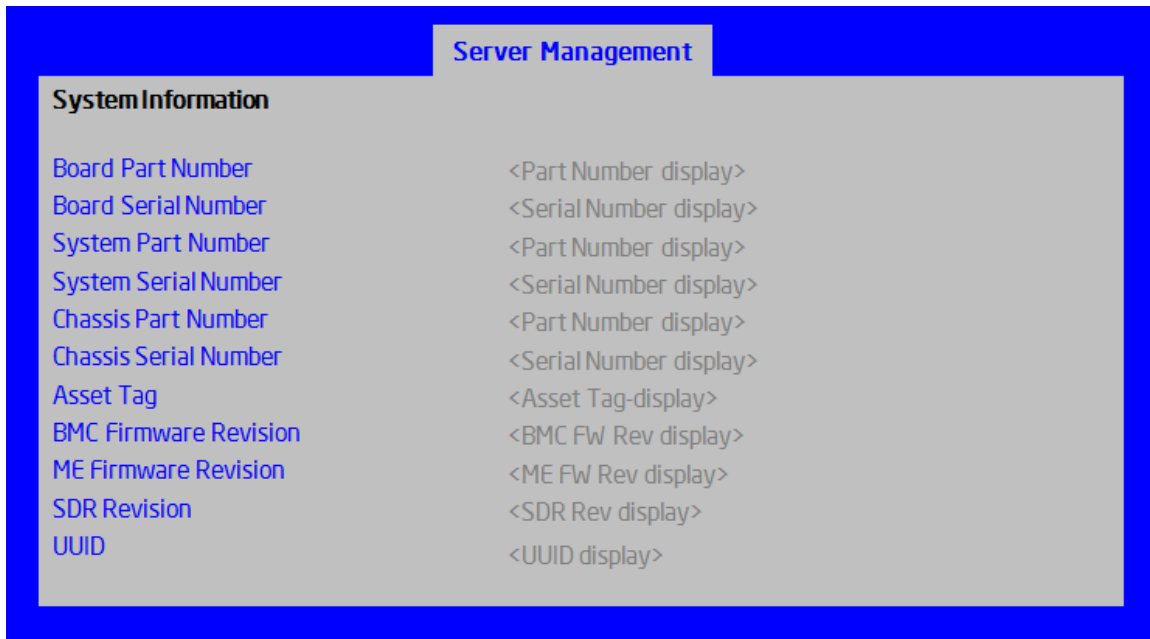 Server Management
System Information
Board Part Number <Part Number display>
Board Serial Number <Serial Number display>
System Part Number <Part Number display>
System Serial Number <Serial Number display>
Chassis Part Number <Part Number display>
Chassis Serial Number <Serial Number display>
Asset Tag <Asset Tag-display>
BMC Firmware Revision <BMC FW Rev display>
ME Firmware Revision <ME FW Rev display>
SDR Revision <SDR Rev display>
UUID <UUID display>